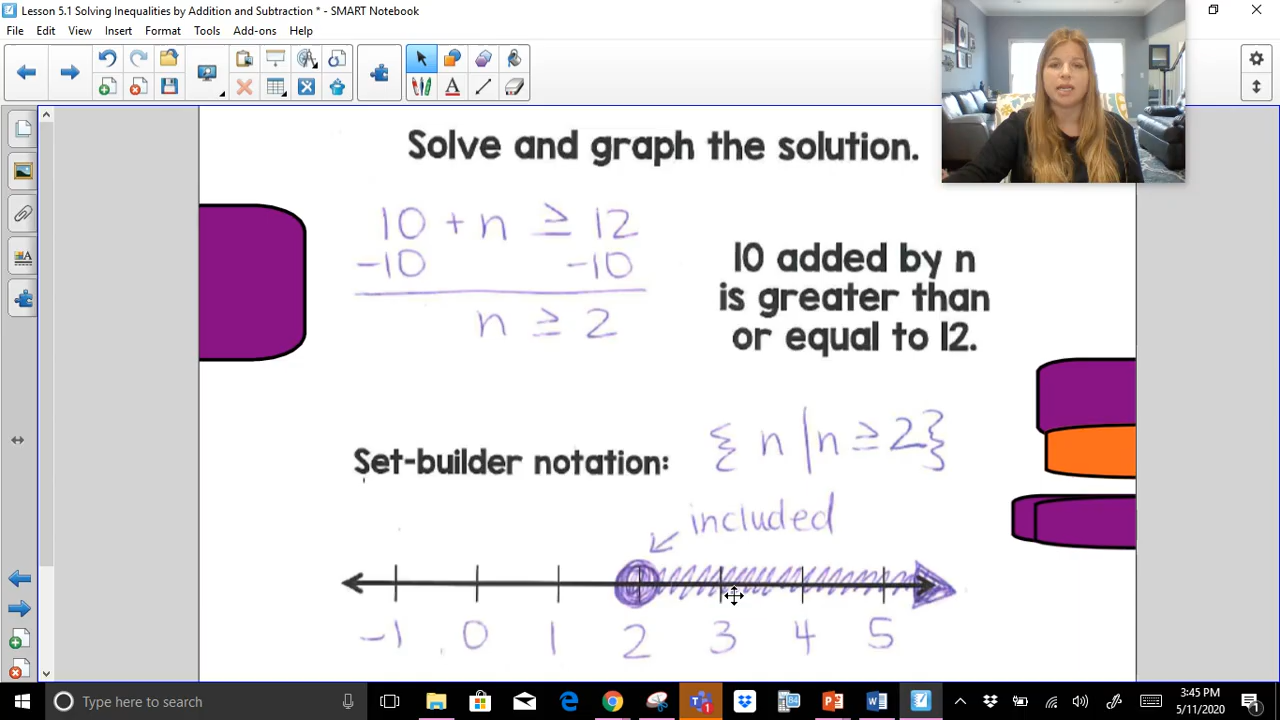 Lesson 5.1 Solving Inequalities by Addition and Subtraction * - SMART Notebook
File Edit View Insert Format Tools Add-ons Help
Solve and graph the solution.
10 + n ≥ 12
-10 -10
n ≥ 2
10 added by n
is greater than
or equal to 12.
Set-builder notation: { n | n ≥ 2}
included
-1 0 1 2 3 4 5
Type here to search
3:45 PM
5/11/2020